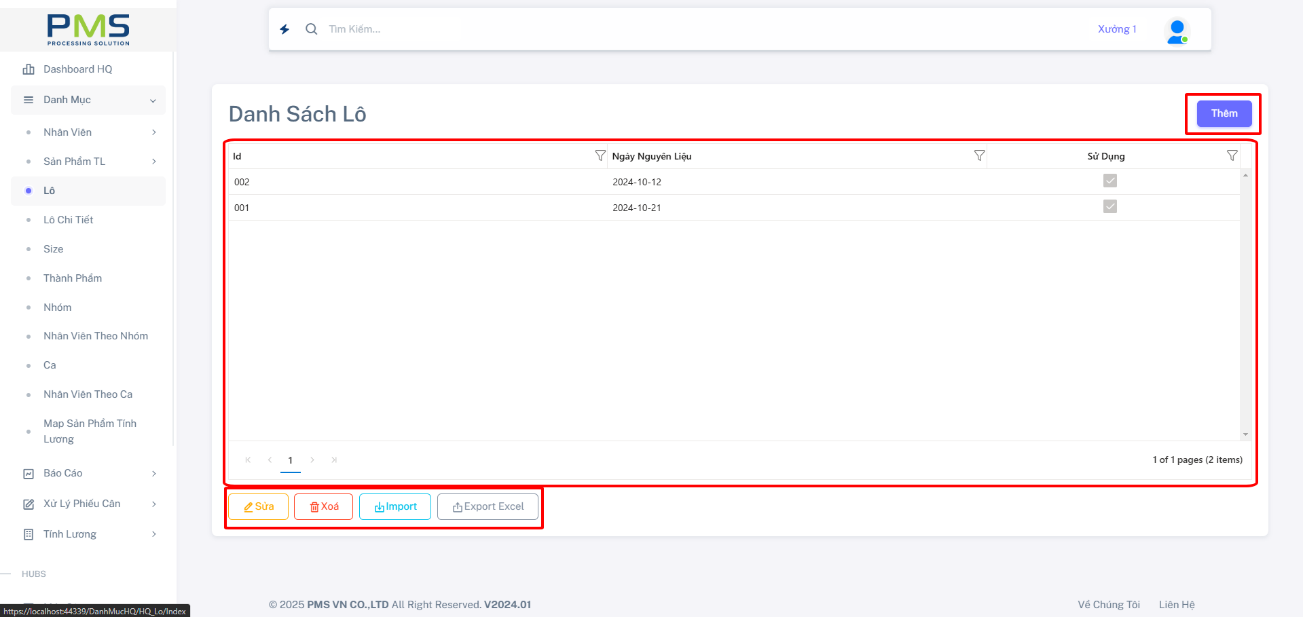 PMS
PROCESSING SOLUTION
Dashboard HQ
Danh Mục
Nhân Viên
Sản Phẩm TL
Lô
Lô Chi Tiết
Size
Thành Phẩm
Nhóm
Nhân Viên Theo Nhóm
Ca
Nhân Viên Theo Ca
Map Sản Phẩm Tính
Lương
Báo Cáo
Xử Lý Phiếu Cân
Tính Lương
HUBS
https://localhost:44339/DanhMucHQ/HQ_Lo/Index
Tìm Kiếm...
Xưởng 1
Danh Sách Lô
Thêm
Id Ngày Nguyên Liệu Sử Dụng
002 2024-10-12
001 2024-10-21
1
1 of 1 pages (2 items)
Sửa Xoá Import Export Excel
© 2025 PMS VN CO.,LTD All Right Reserved. V2024.01
Về Chúng Tôi Liên Hệ